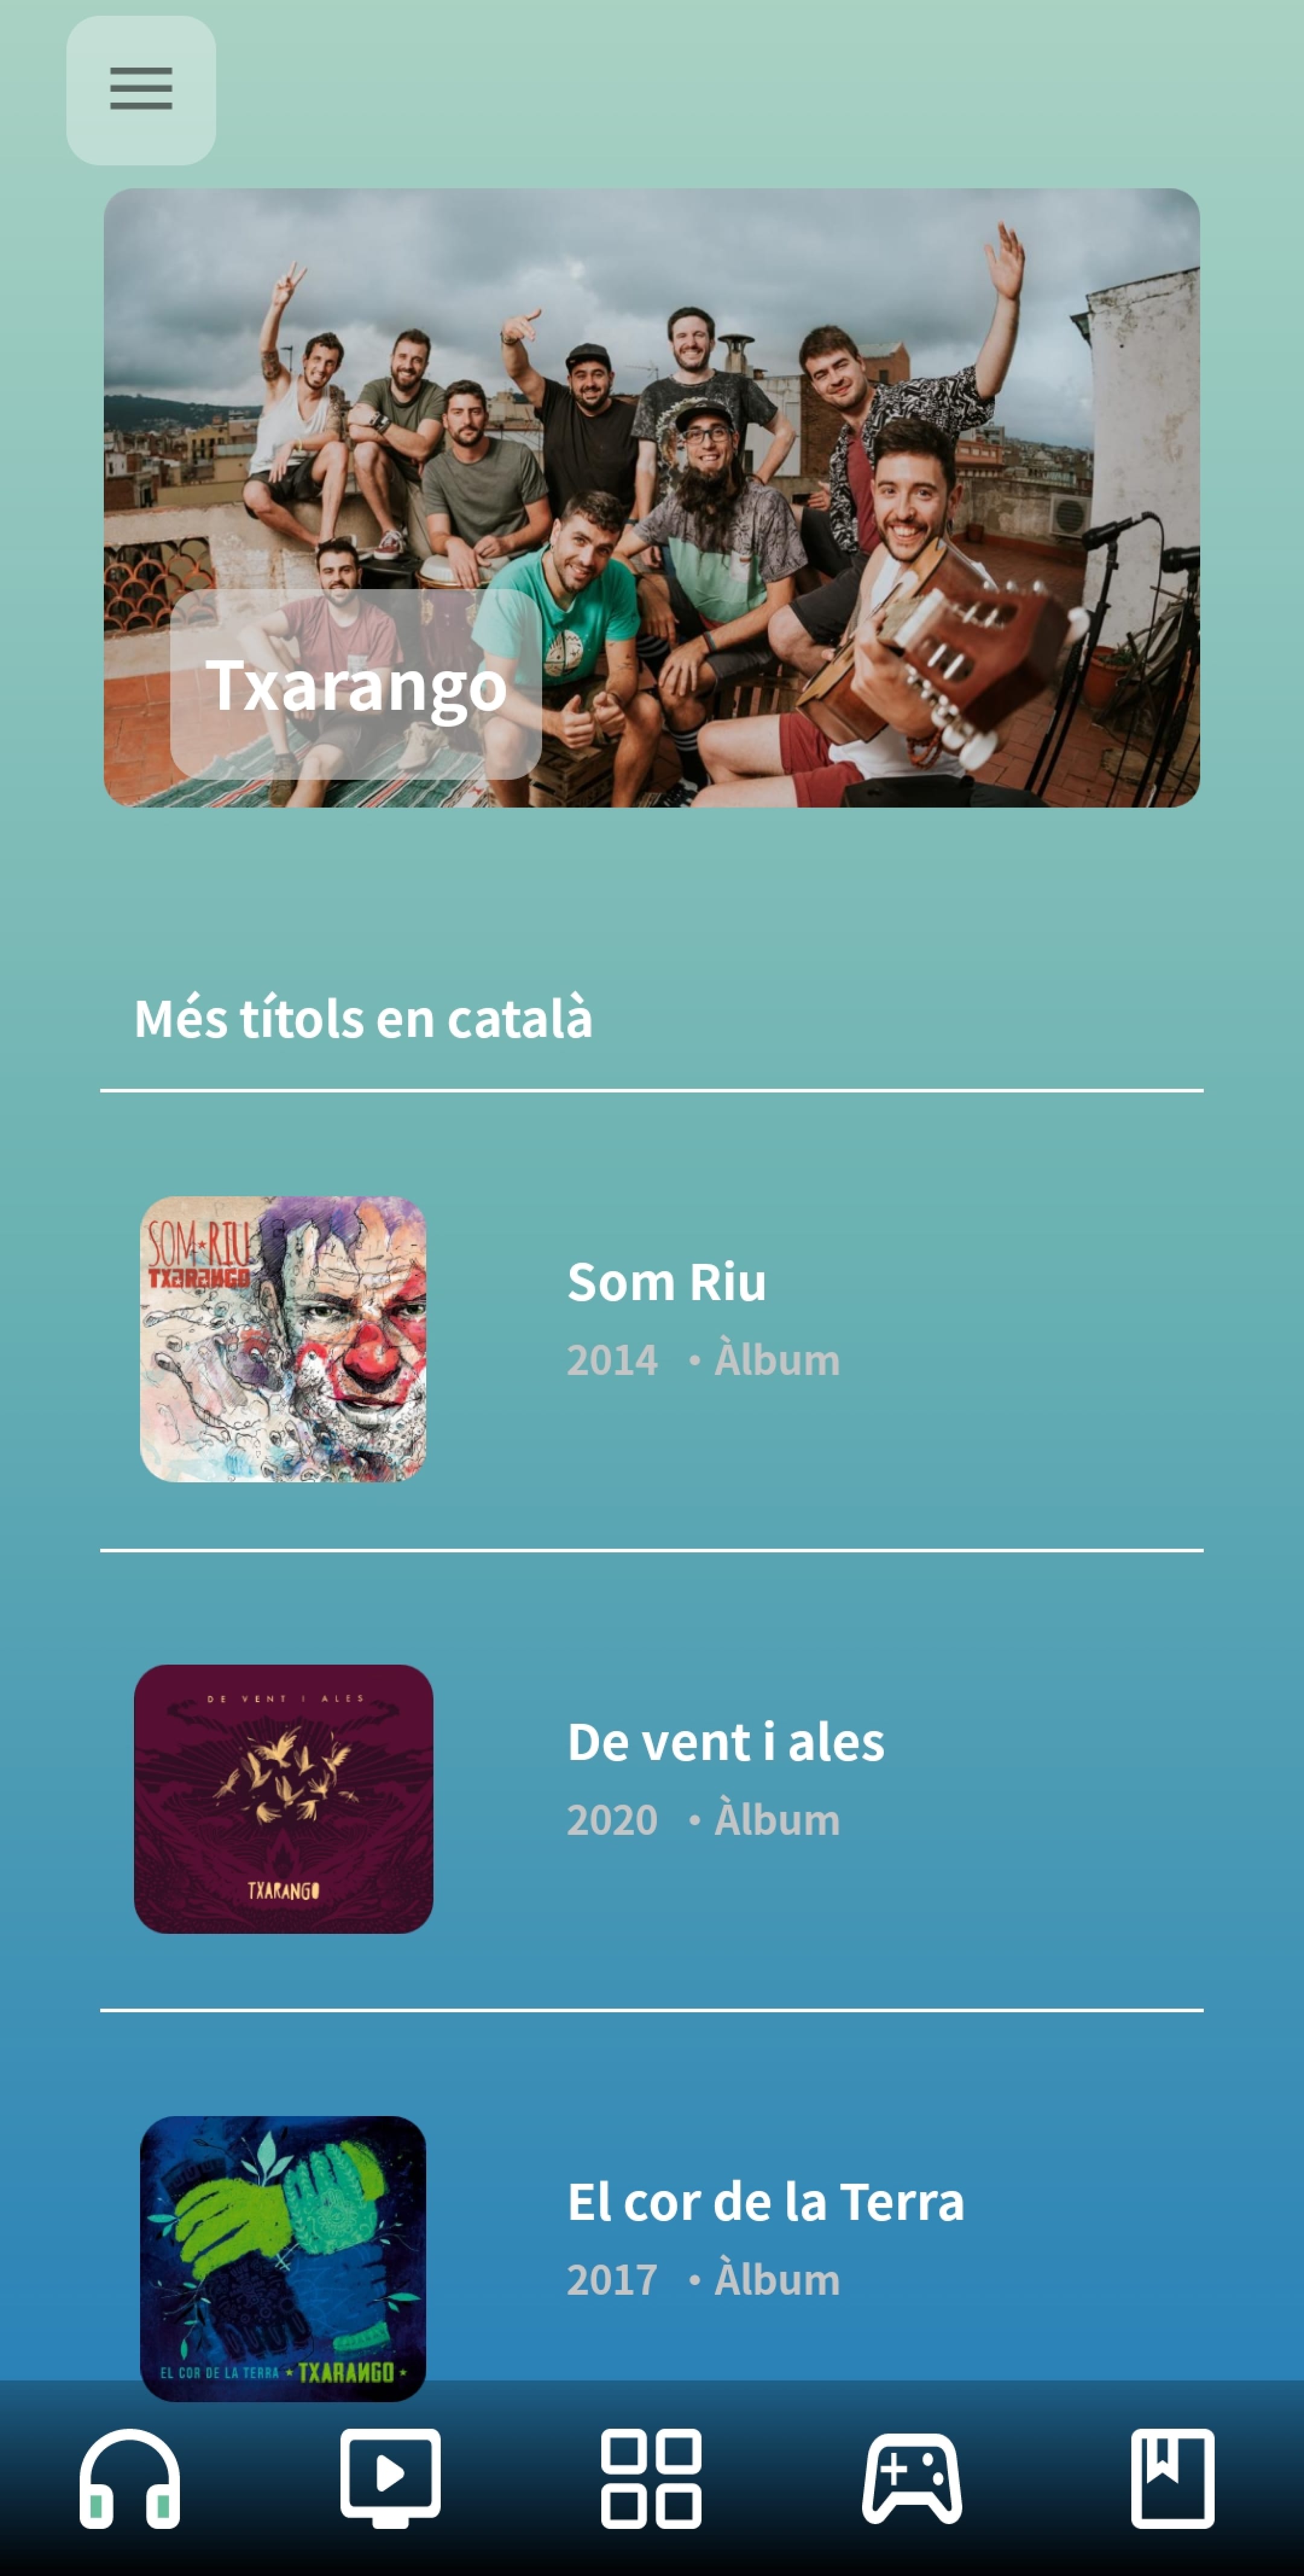 Txarango
Més títols en català
SOM★RIU
TXARANGO
Som Riu
2014 • Àlbum
DE VENT I ALES
TXARANGO
De vent i ales
2020 • Àlbum
EL COR DE LA TERRA ★ TXARANGO ★
El cor de la Terra
2017 • Àlbum